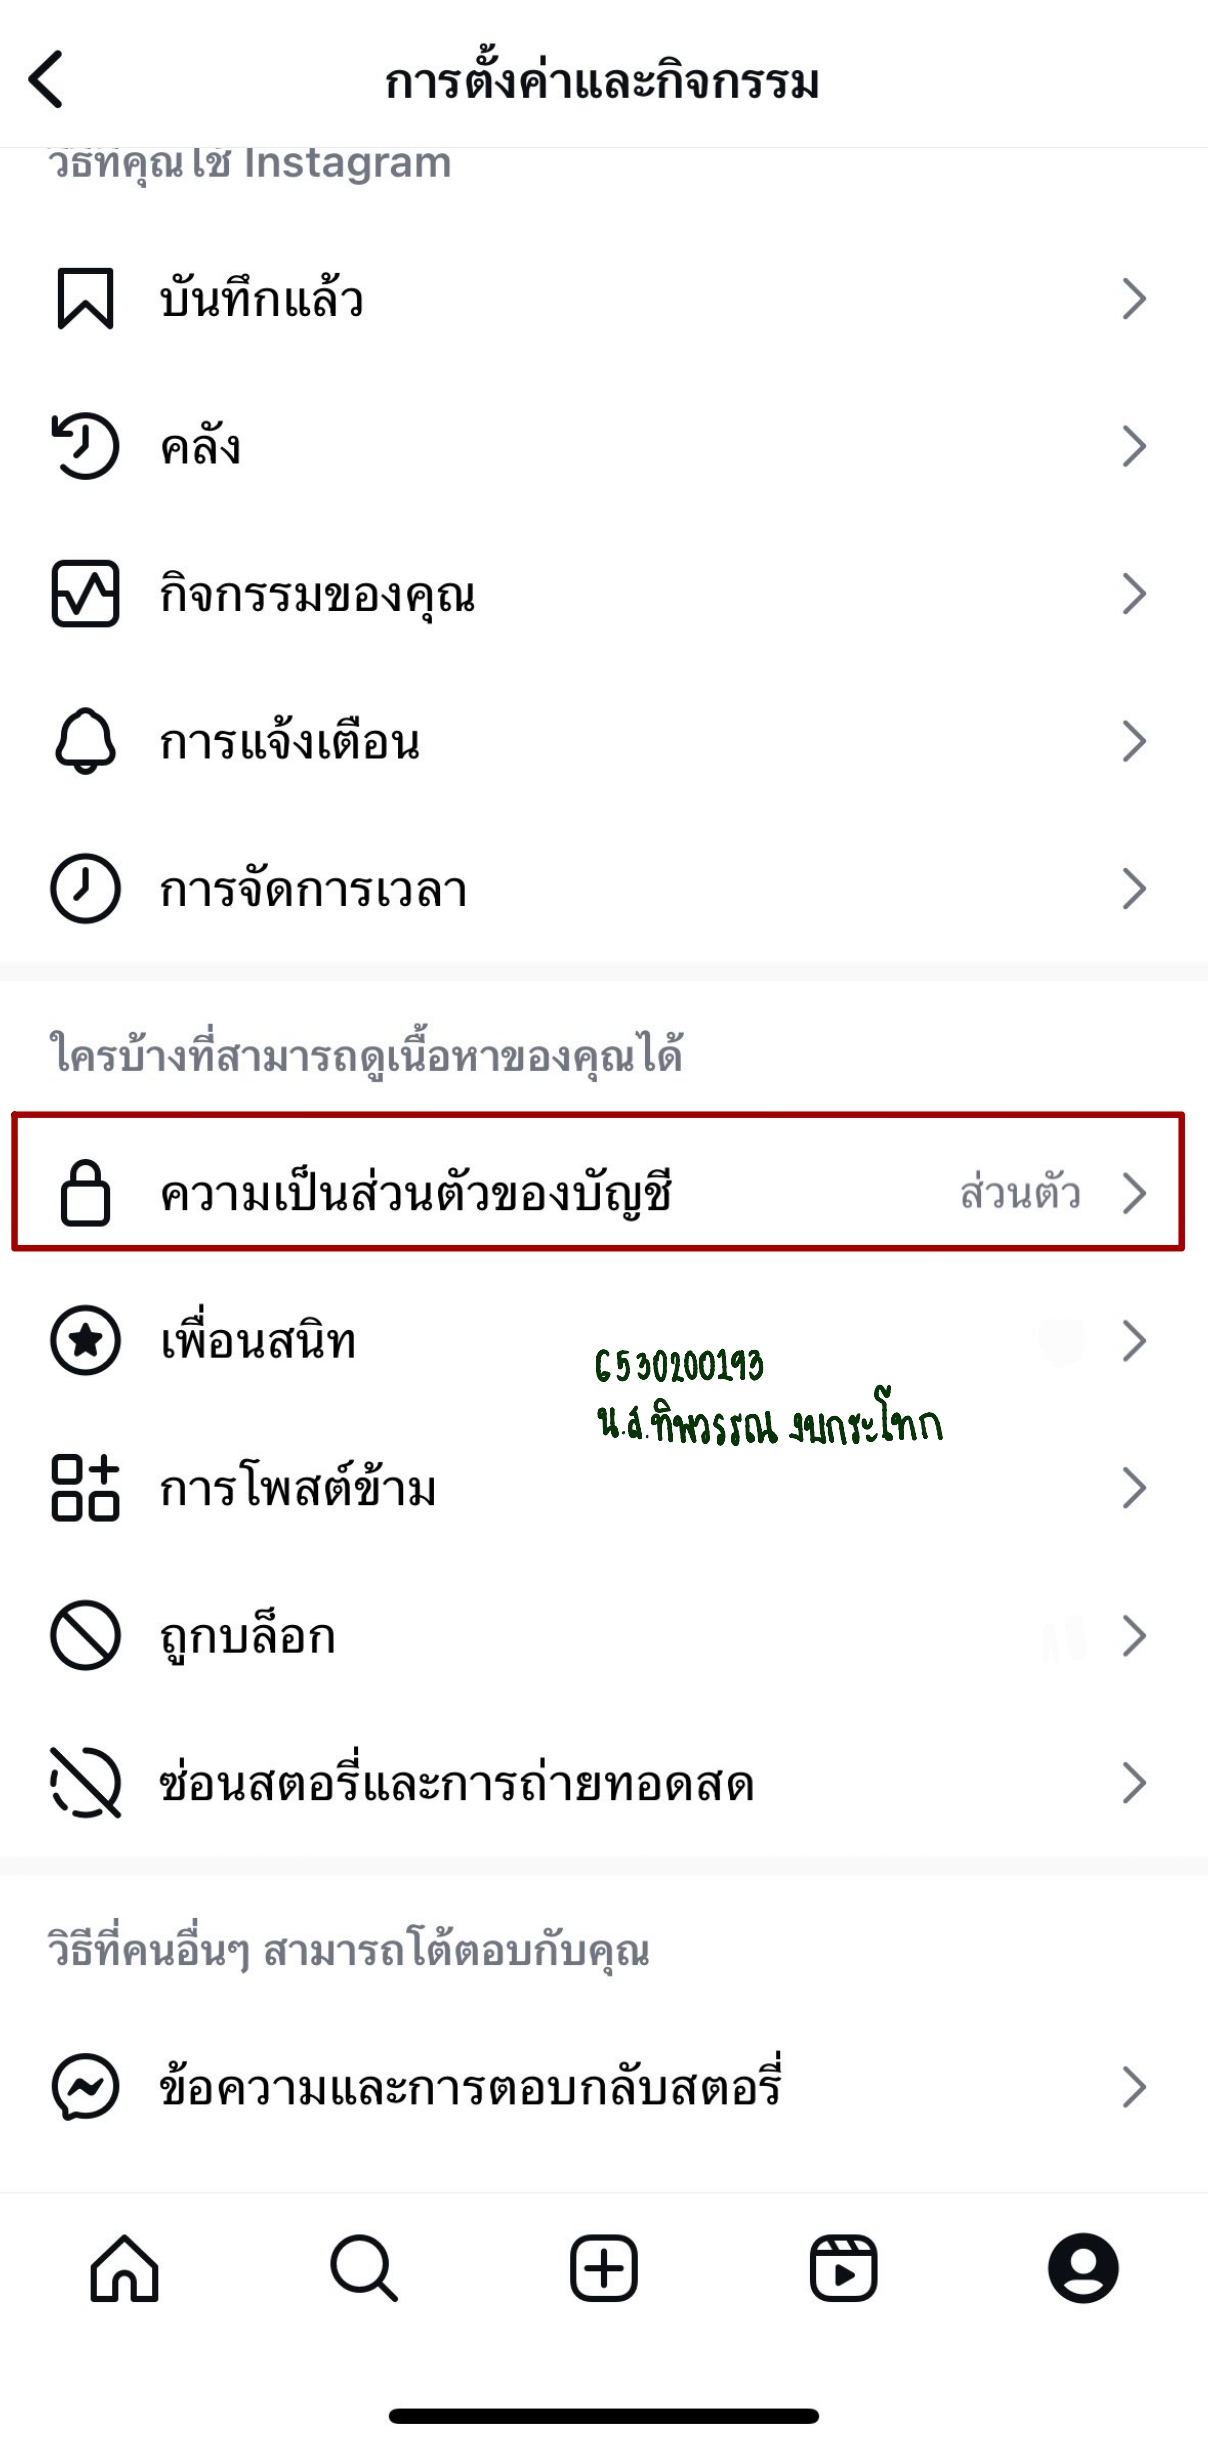 การตั้งค่าและกิจกรรม
วิธีที่คุณใช้ Instagram
บันทึกแล้ว
คลัง
กิจกรรมของคุณ
การแจ้งเตือน
การจัดการเวลา
ใครบ้างที่สามารถดูเนื้อหาของคุณได้
ความเป็นส่วนตัวของบัญชี ส่วนตัว
เพื่อนสนิท
6530200193
น.ส.ทิพวรรณ งบกระโทก
การโพสต์ข้าม
ถูกบล็อก
ซ่อนสตอรี่และการถ่ายทอดสด
วิธีที่คนอื่นๆ สามารถโต้ตอบกับคุณ
ข้อความและการตอบกลับสตอรี่